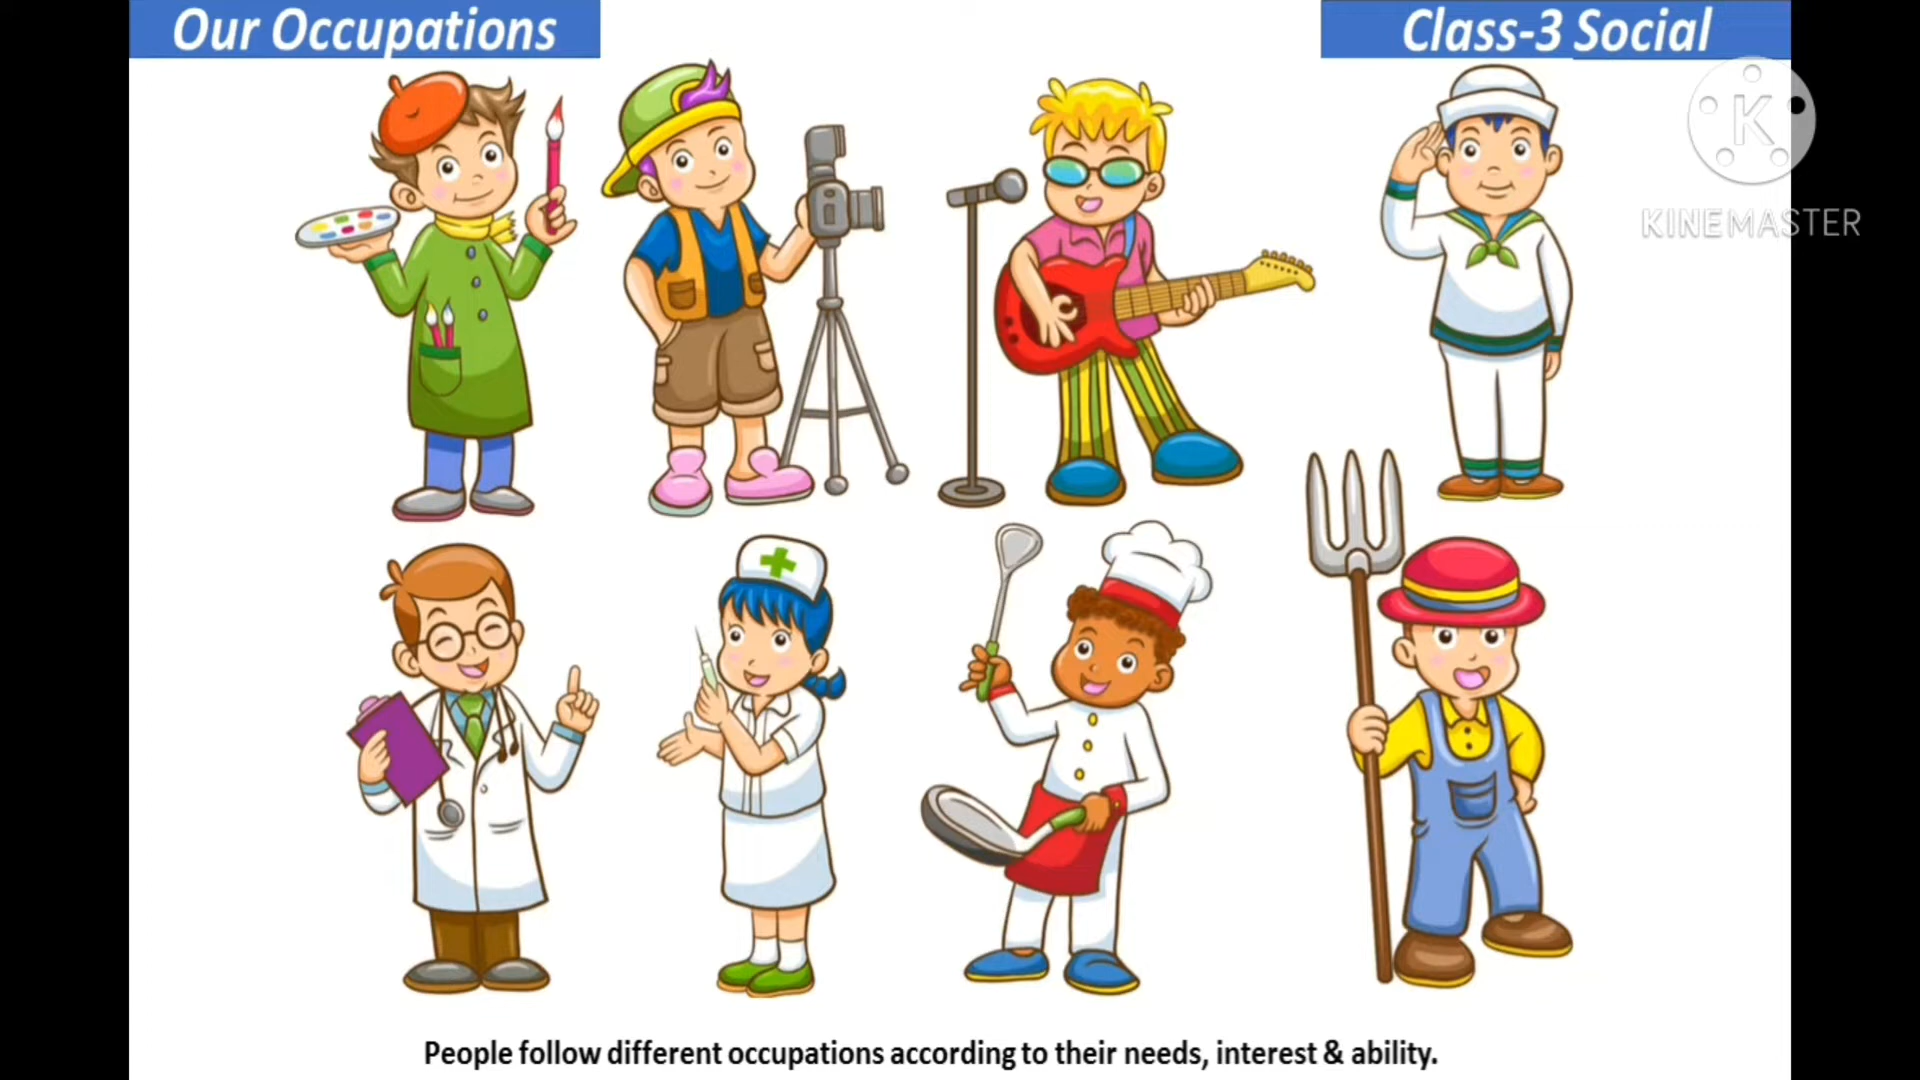 Our Occupations
Class-3 Social
K
KINEMASTER
People follow different occupations according to their needs, interest & ability.